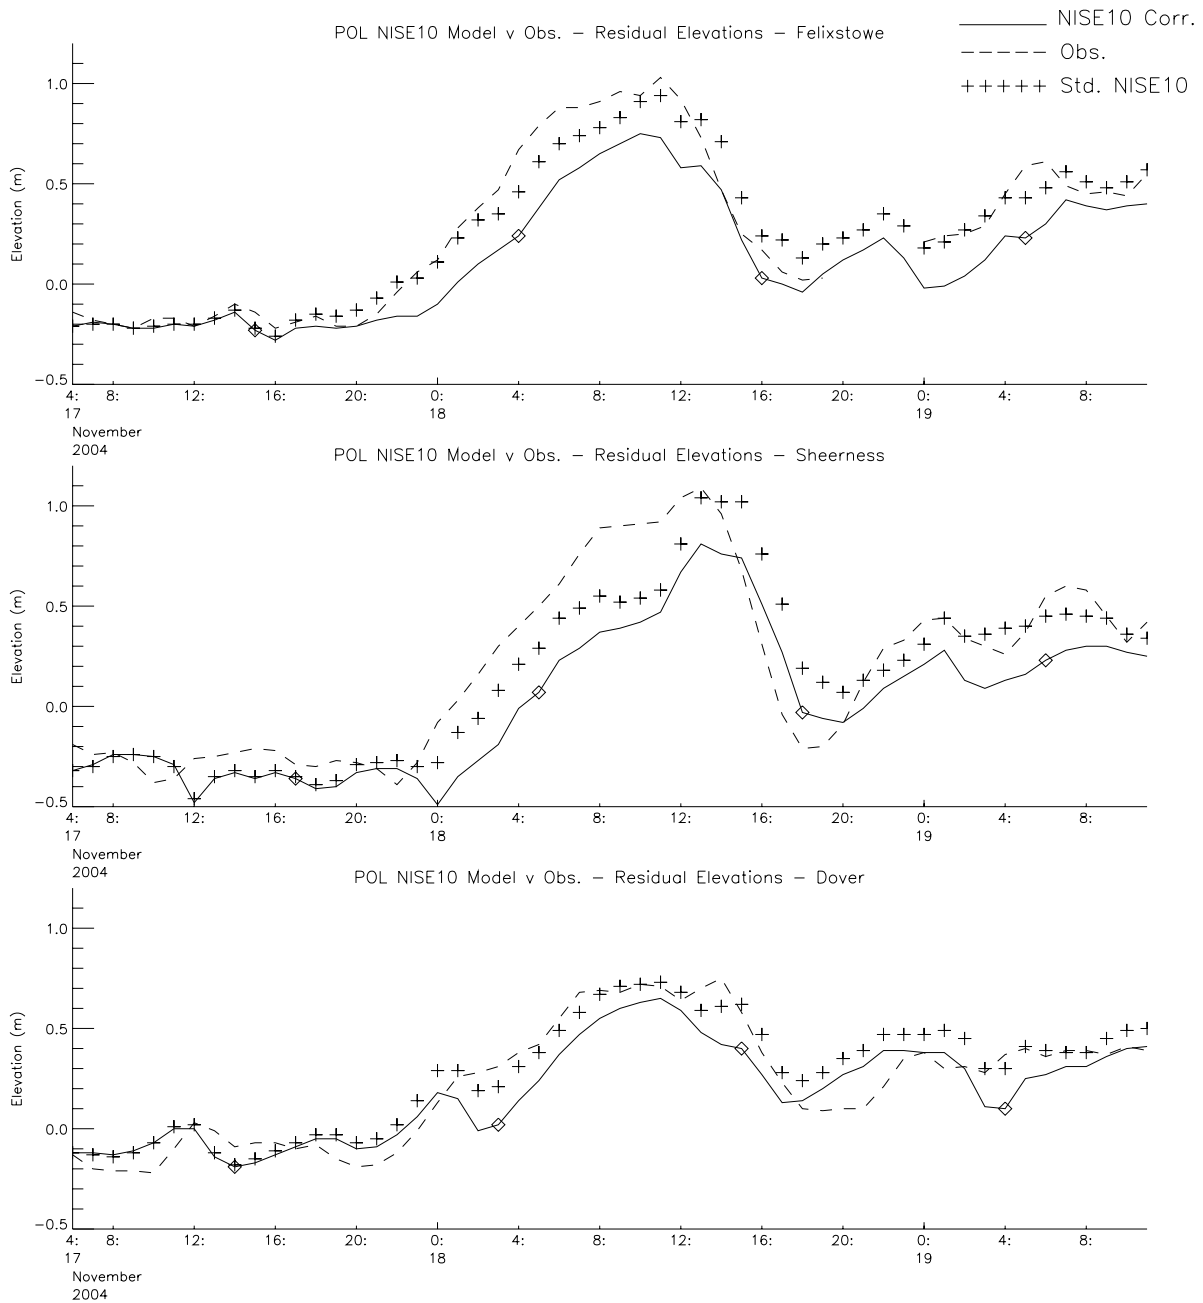 POL NISE10 Model v Obs. – Residual Elevations – Felixstowe
NISE10 Corr.
Obs.
+++++ Std. NISE10
1.0
0.5
0.0
−0.5
Elevation (m)
4: 8: 12: 16: 20: 0: 4: 8: 12: 16: 20: 0: 4: 8:
17 18 19
November
2004
POL NISE10 Model v Obs. – Residual Elevations – Sheerness
1.0
0.5
0.0
−0.5
Elevation (m)
4: 8: 12: 16: 20: 0: 4: 8: 12: 16: 20: 0: 4: 8:
17 18 19
November
2004
POL NISE10 Model v Obs. – Residual Elevations – Dover
1.0
0.5
0.0
−0.5
Elevation (m)
4: 8: 12: 16: 20: 0: 4: 8: 12: 16: 20: 0: 4: 8:
17 18 19
November
2004